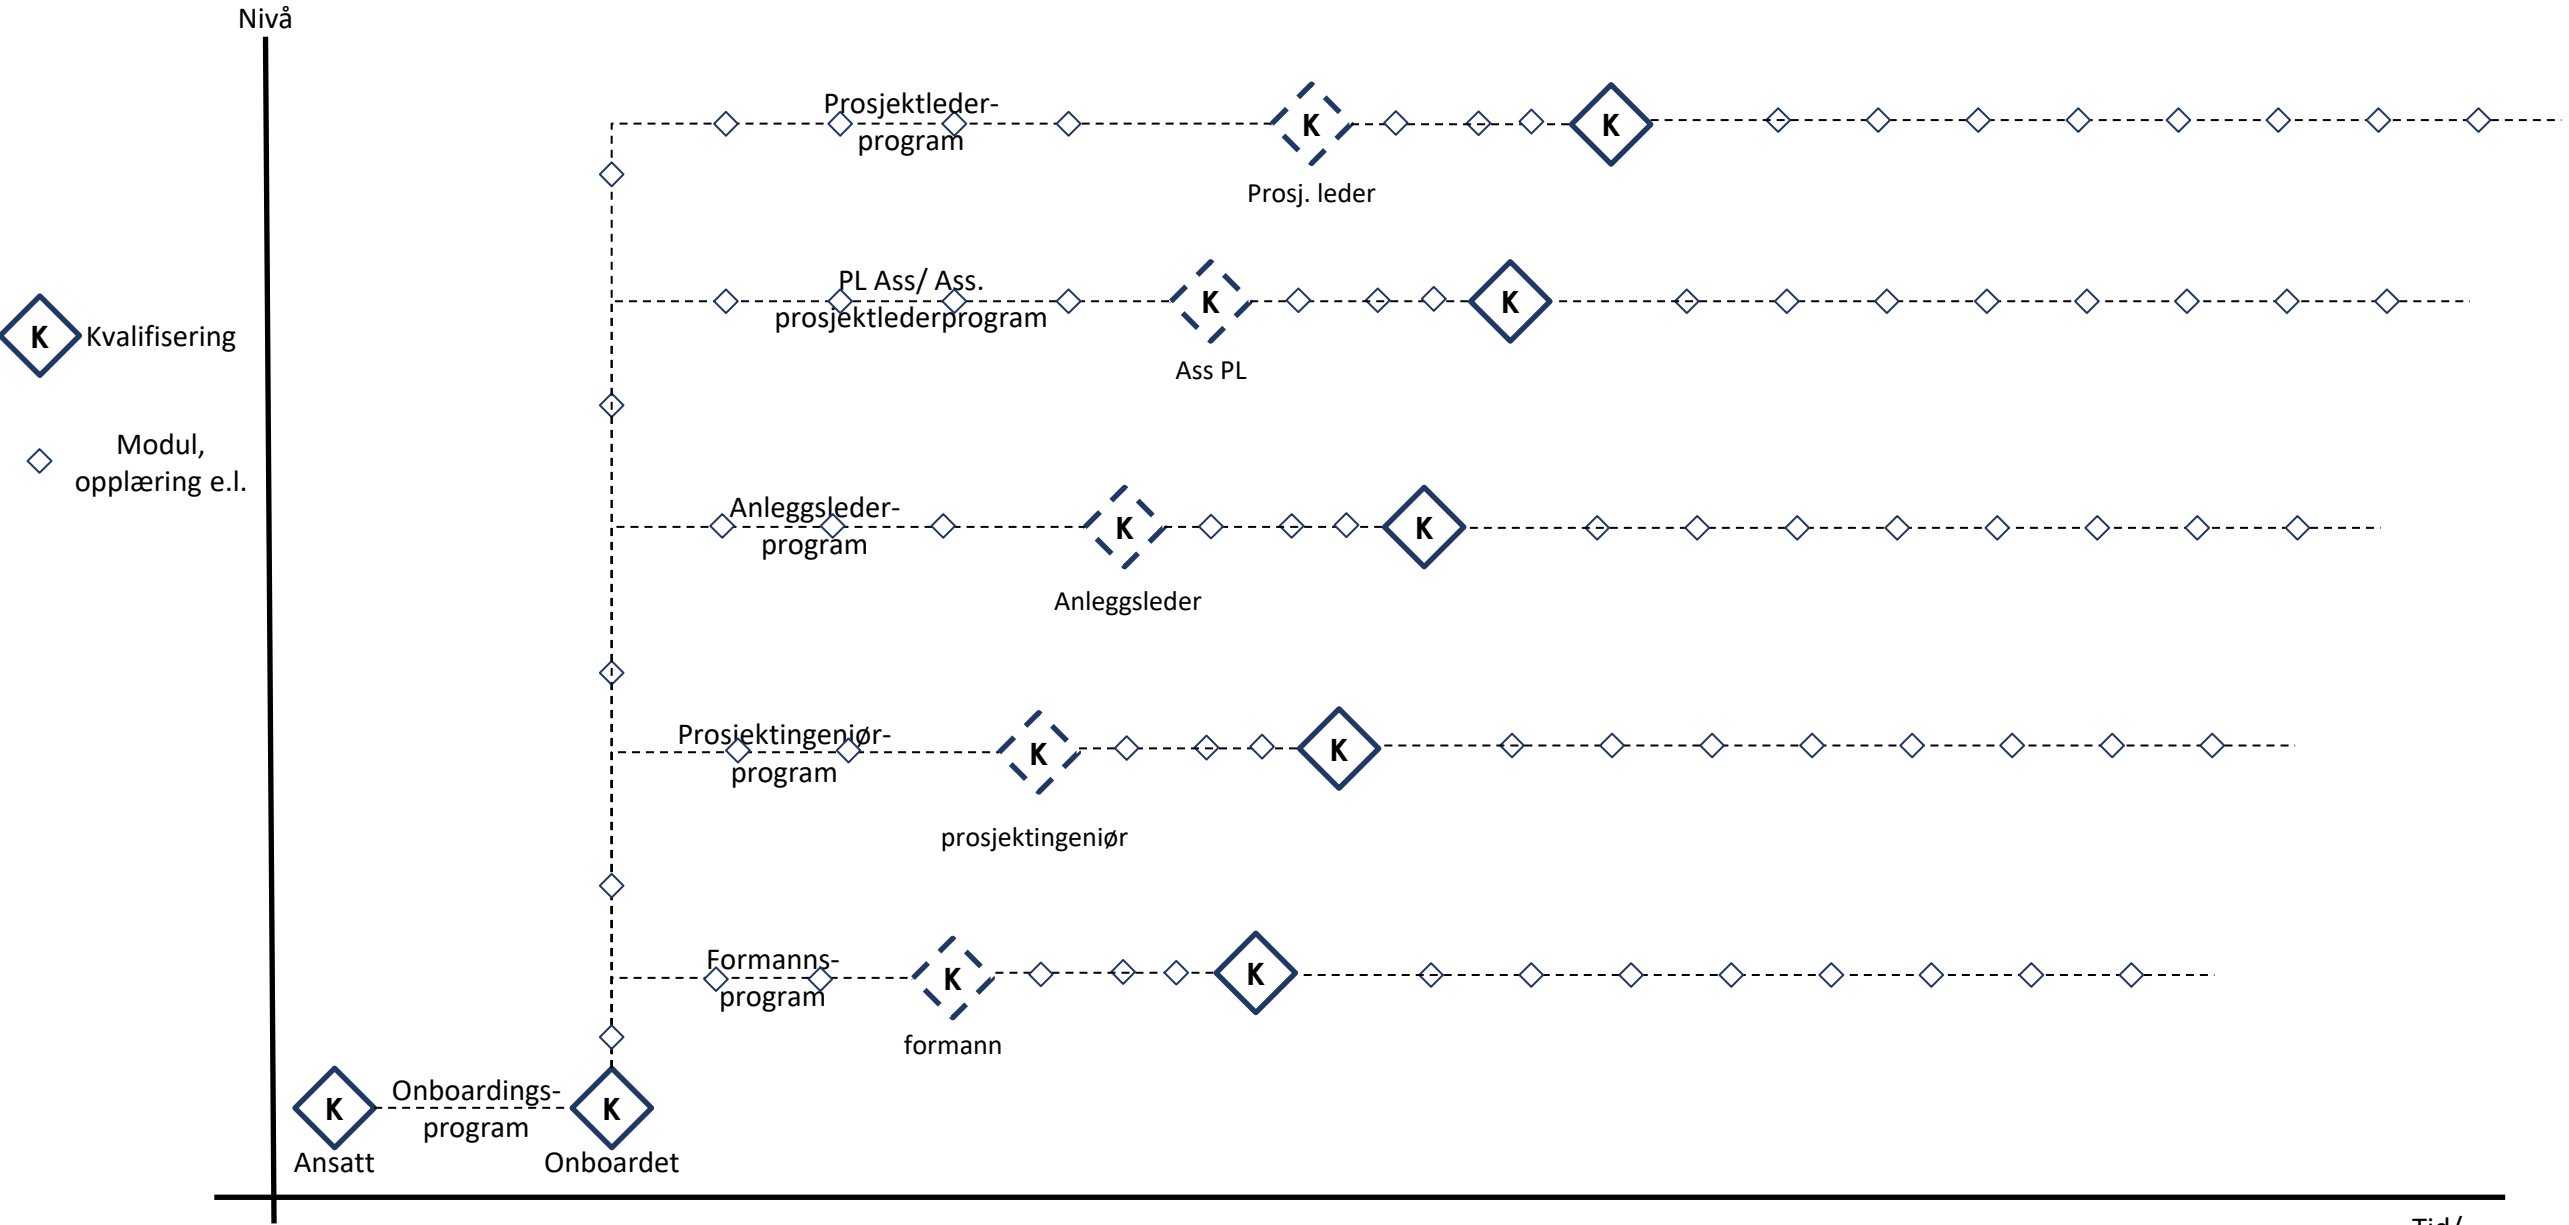 Nivå
Prosjektleder-
program
K
K
Prosj. leder
PL Ass/ Ass.
prosjektlederprogram
K
K
Ass PL
K
Kvalifisering
Modul,
opplæring e.l.
Anleggsleder-
program
K
K
Anleggsleder
Prosjektingeniør-
program
K
K
prosjektingeniør
Formanns-
program
K
K
formann
K
Onboardings-
program
K
Ansatt
Onboardet
Tid/